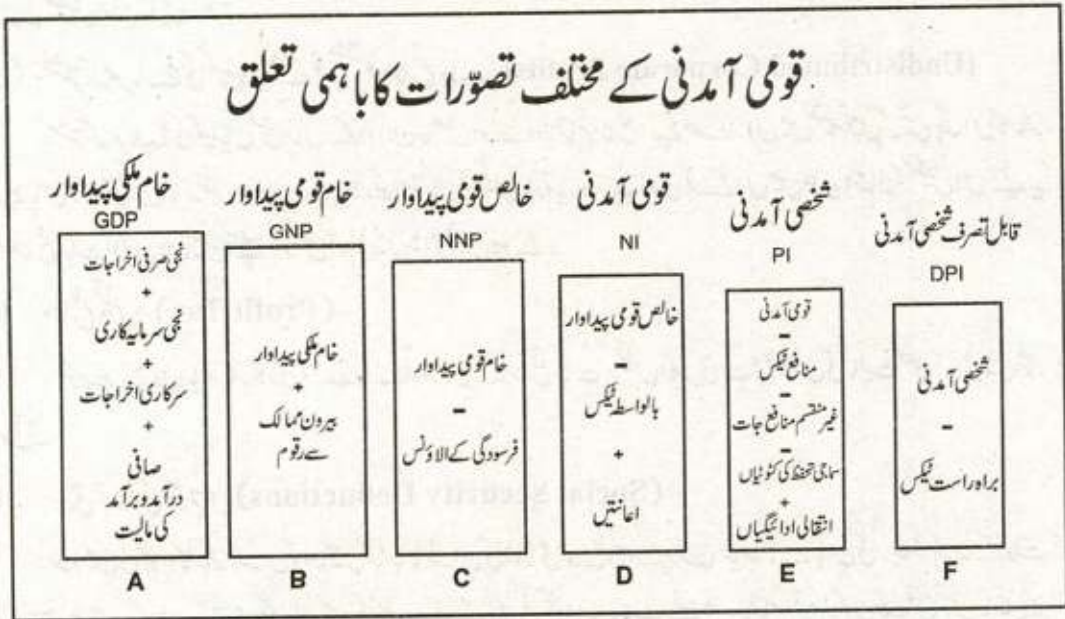 قومی آمدنی کے مختلف تصوّرات کا باہمی تعلق
خام ملکی پیداوار
GDP
نجی صرفی اخراجات
+
نجی سرمایہ کاری
+
سرکاری اخراجات
+
صافی
درآمد و برآمد
کی مالیت
A
خام قومی پیداوار
GNP
خام ملکی پیداوار
+
بیرون ممالک
سے رقوم
B
خالص قومی پیداوار
NNP
خام قومی پیداوار
-
فرسودگی کے الاؤنس
C
قومی آمدنی
NI
خالص قومی پیداوار
-
بالواسطہ ٹیکس
+
اعانتیں
D
شخصی آمدنی
PI
قومی آمدنی
-
منافع ٹیکس
-
غیر منقسم منافع جات
-
سماجی تحفظ کی کٹوتیاں
+
انتقالی ادائیگیاں
E
قابل تصرف شخصی آمدنی
DPI
شخصی آمدنی
-
براہ راست ٹیکس
F